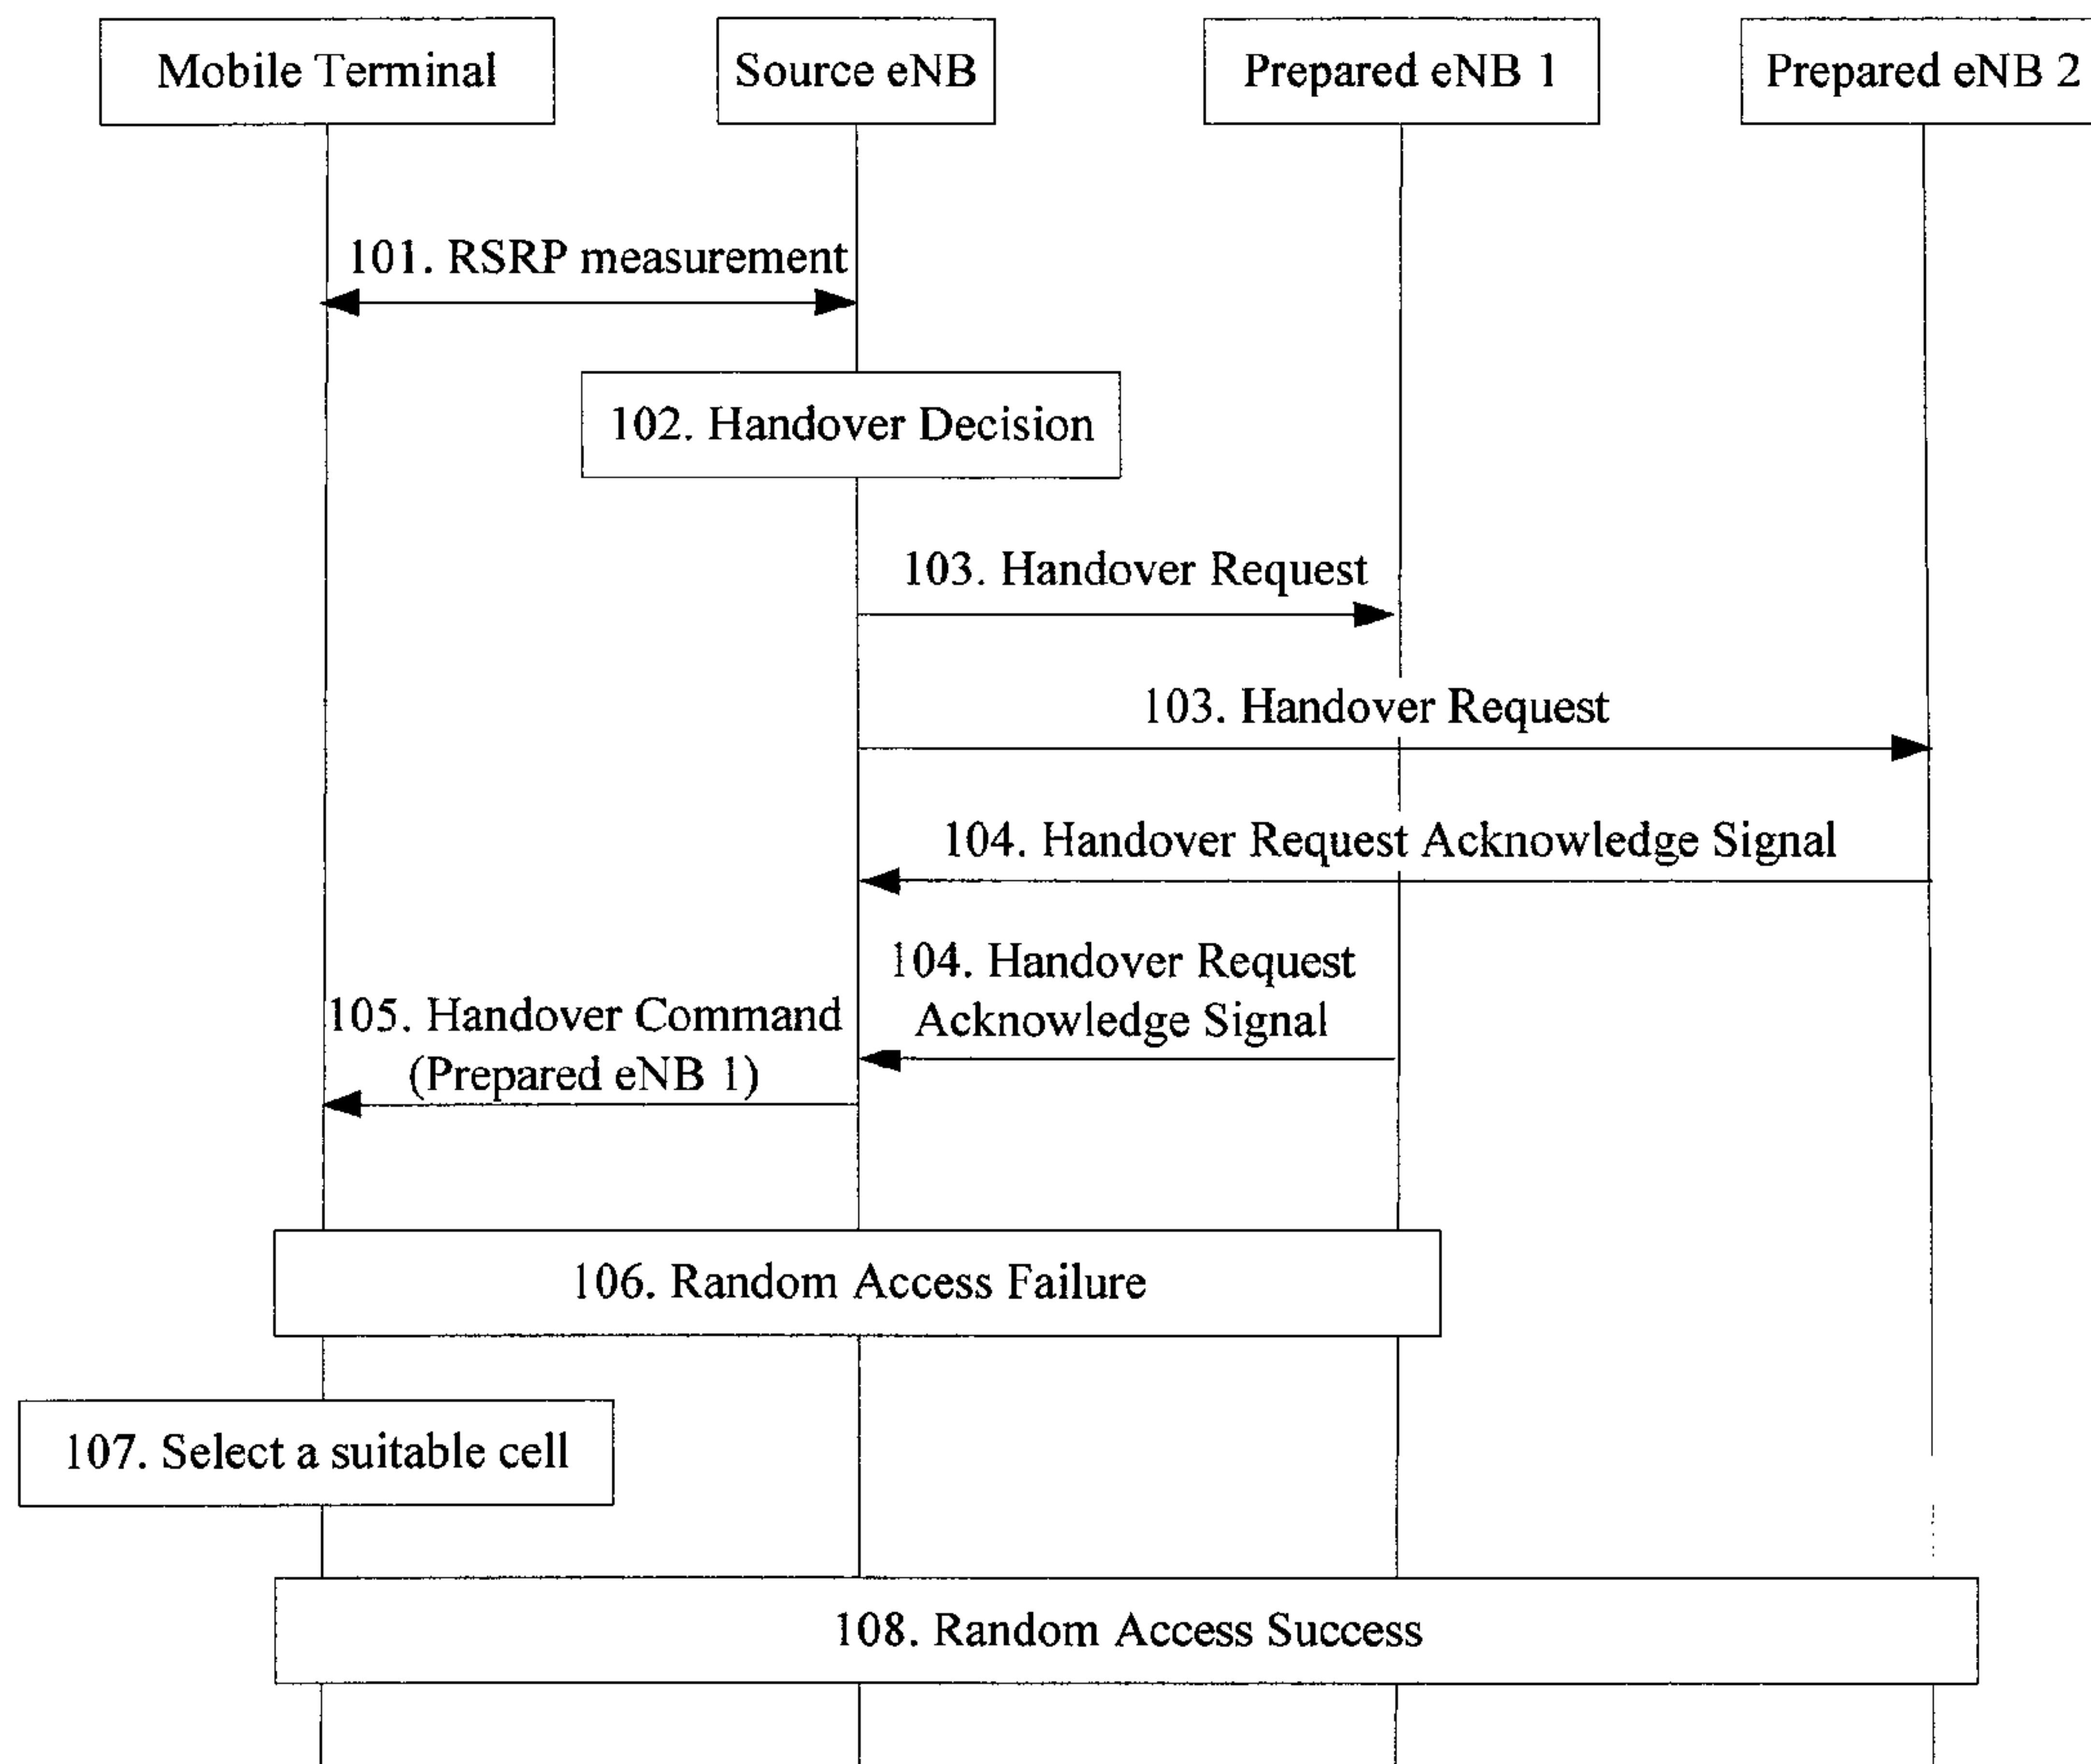 Mobile Terminal
Source eNB
Prepared eNB 1
Prepared eNB 2
101. RSRP measurement
102. Handover Decision
103. Handover Request
103. Handover Request
104. Handover Request Acknowledge Signal
104. Handover Request
Acknowledge Signal
105. Handover Command
(Prepared eNB 1)
106. Random Access Failure
107. Select a suitable cell
108. Random Access Success